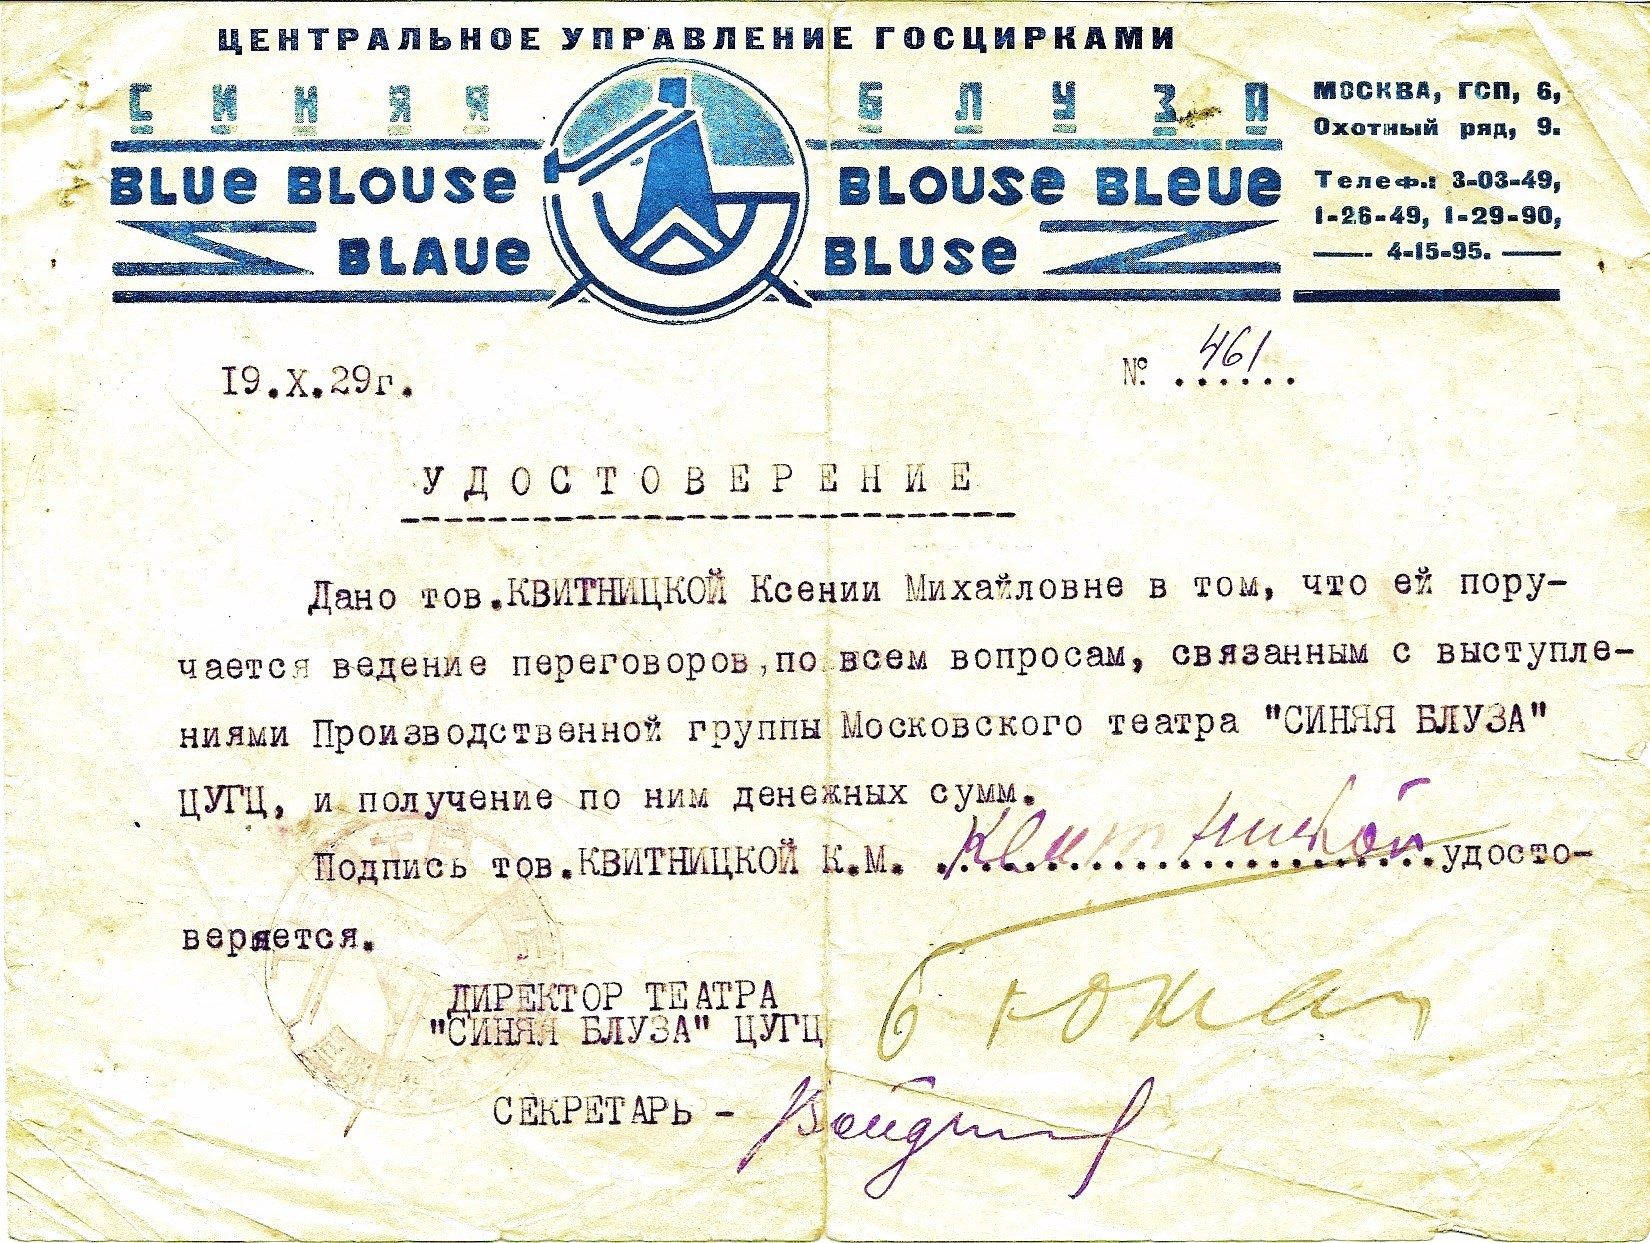 ЦЕНТРАЛЬНОЕ УПРАВЛЕНИЕ ГОСЦИРКАМИ
СИНЯЯ БЛУЗА
BLUE BLOUSE BLOUSE BLEUE
BLAUE BLUSE
МОСКВА, ГСП, 6,
Охотный ряд, 9.
Телеф.: 3-03-49,
1-26-49, 1-29-90,
4-15-95.
19.X.29г.
№ 461
УДОСТОВЕРЕНИЕ
Дано тов.КВИТНИЦКОЙ Ксении Михайловне в том, что ей пору-
чается ведение переговоров,по всем вопросам, связанным с выступле-
ниями Производственной группы Московского театра "СИНЯЯ БЛУЗА"
ЦУГЦ, и получение по ним денежных сумм.
Подпись тов.КВИТНИЦКОЙ К.М. Квитницкой удосто-
веряется.
ДИРЕКТОР ТЕАТРА
"СИНЯЯ БЛУЗА" ЦУГЦ
СЕКРЕТАРЬ -